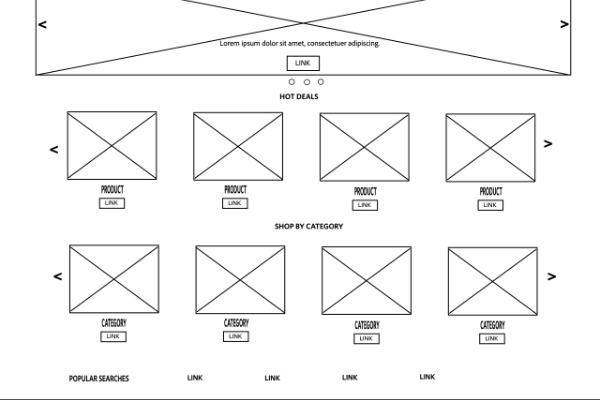 < >
Lorem ipsum dolor sit amet, consectetuer adipiscing.
LINK
HOT DEALS
< >
PRODUCT PRODUCT PRODUCT PRODUCT
LINK LINK LINK LINK
SHOP BY CATEGORY
< >
CATEGORY CATEGORY CATEGORY CATEGORY
LINK LINK LINK LINK
POPULAR SEARCHES LINK LINK LINK LINK